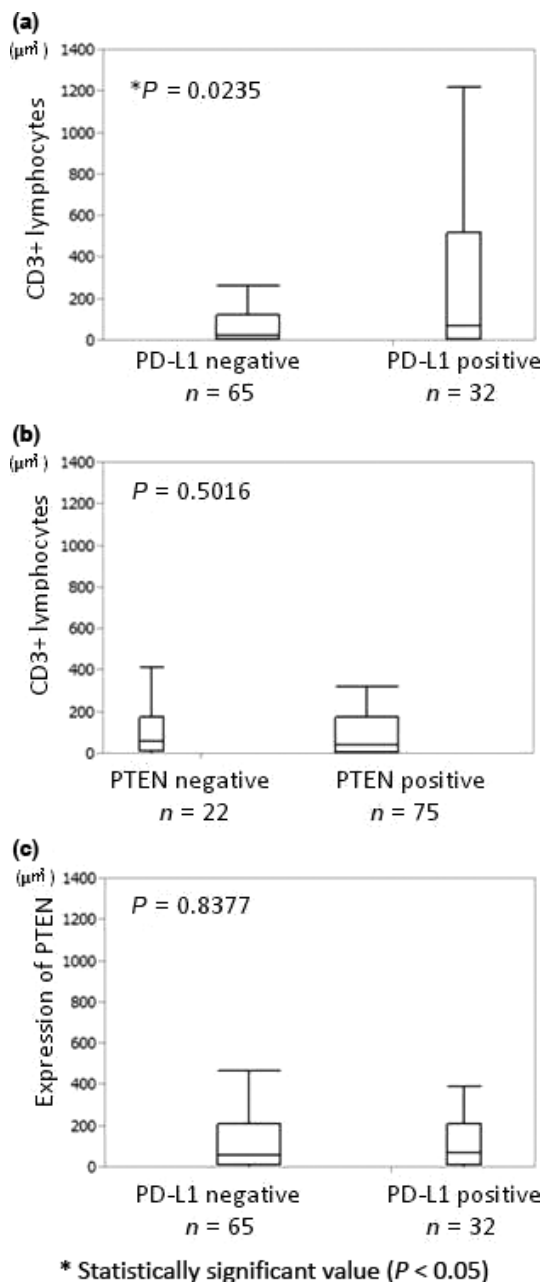 (a)
(μm²)
1400
1200
1000
800
600
400
200
0
CD3+ lymphocytes
*P = 0.0235
PD-L1 negative PD-L1 positive
n = 65 n = 32
(b)
(μm²)
1400
1200
1000
800
600
400
200
0
CD3+ lymphocytes
P = 0.5016
PTEN negative PTEN positive
n = 22 n = 75
(c)
(μm²)
1400
1200
1000
800
600
400
200
0
Expression of PTEN
P = 0.8377
PD-L1 negative PD-L1 positive
n = 65 n = 32
* Statistically significant value (P < 0.05)